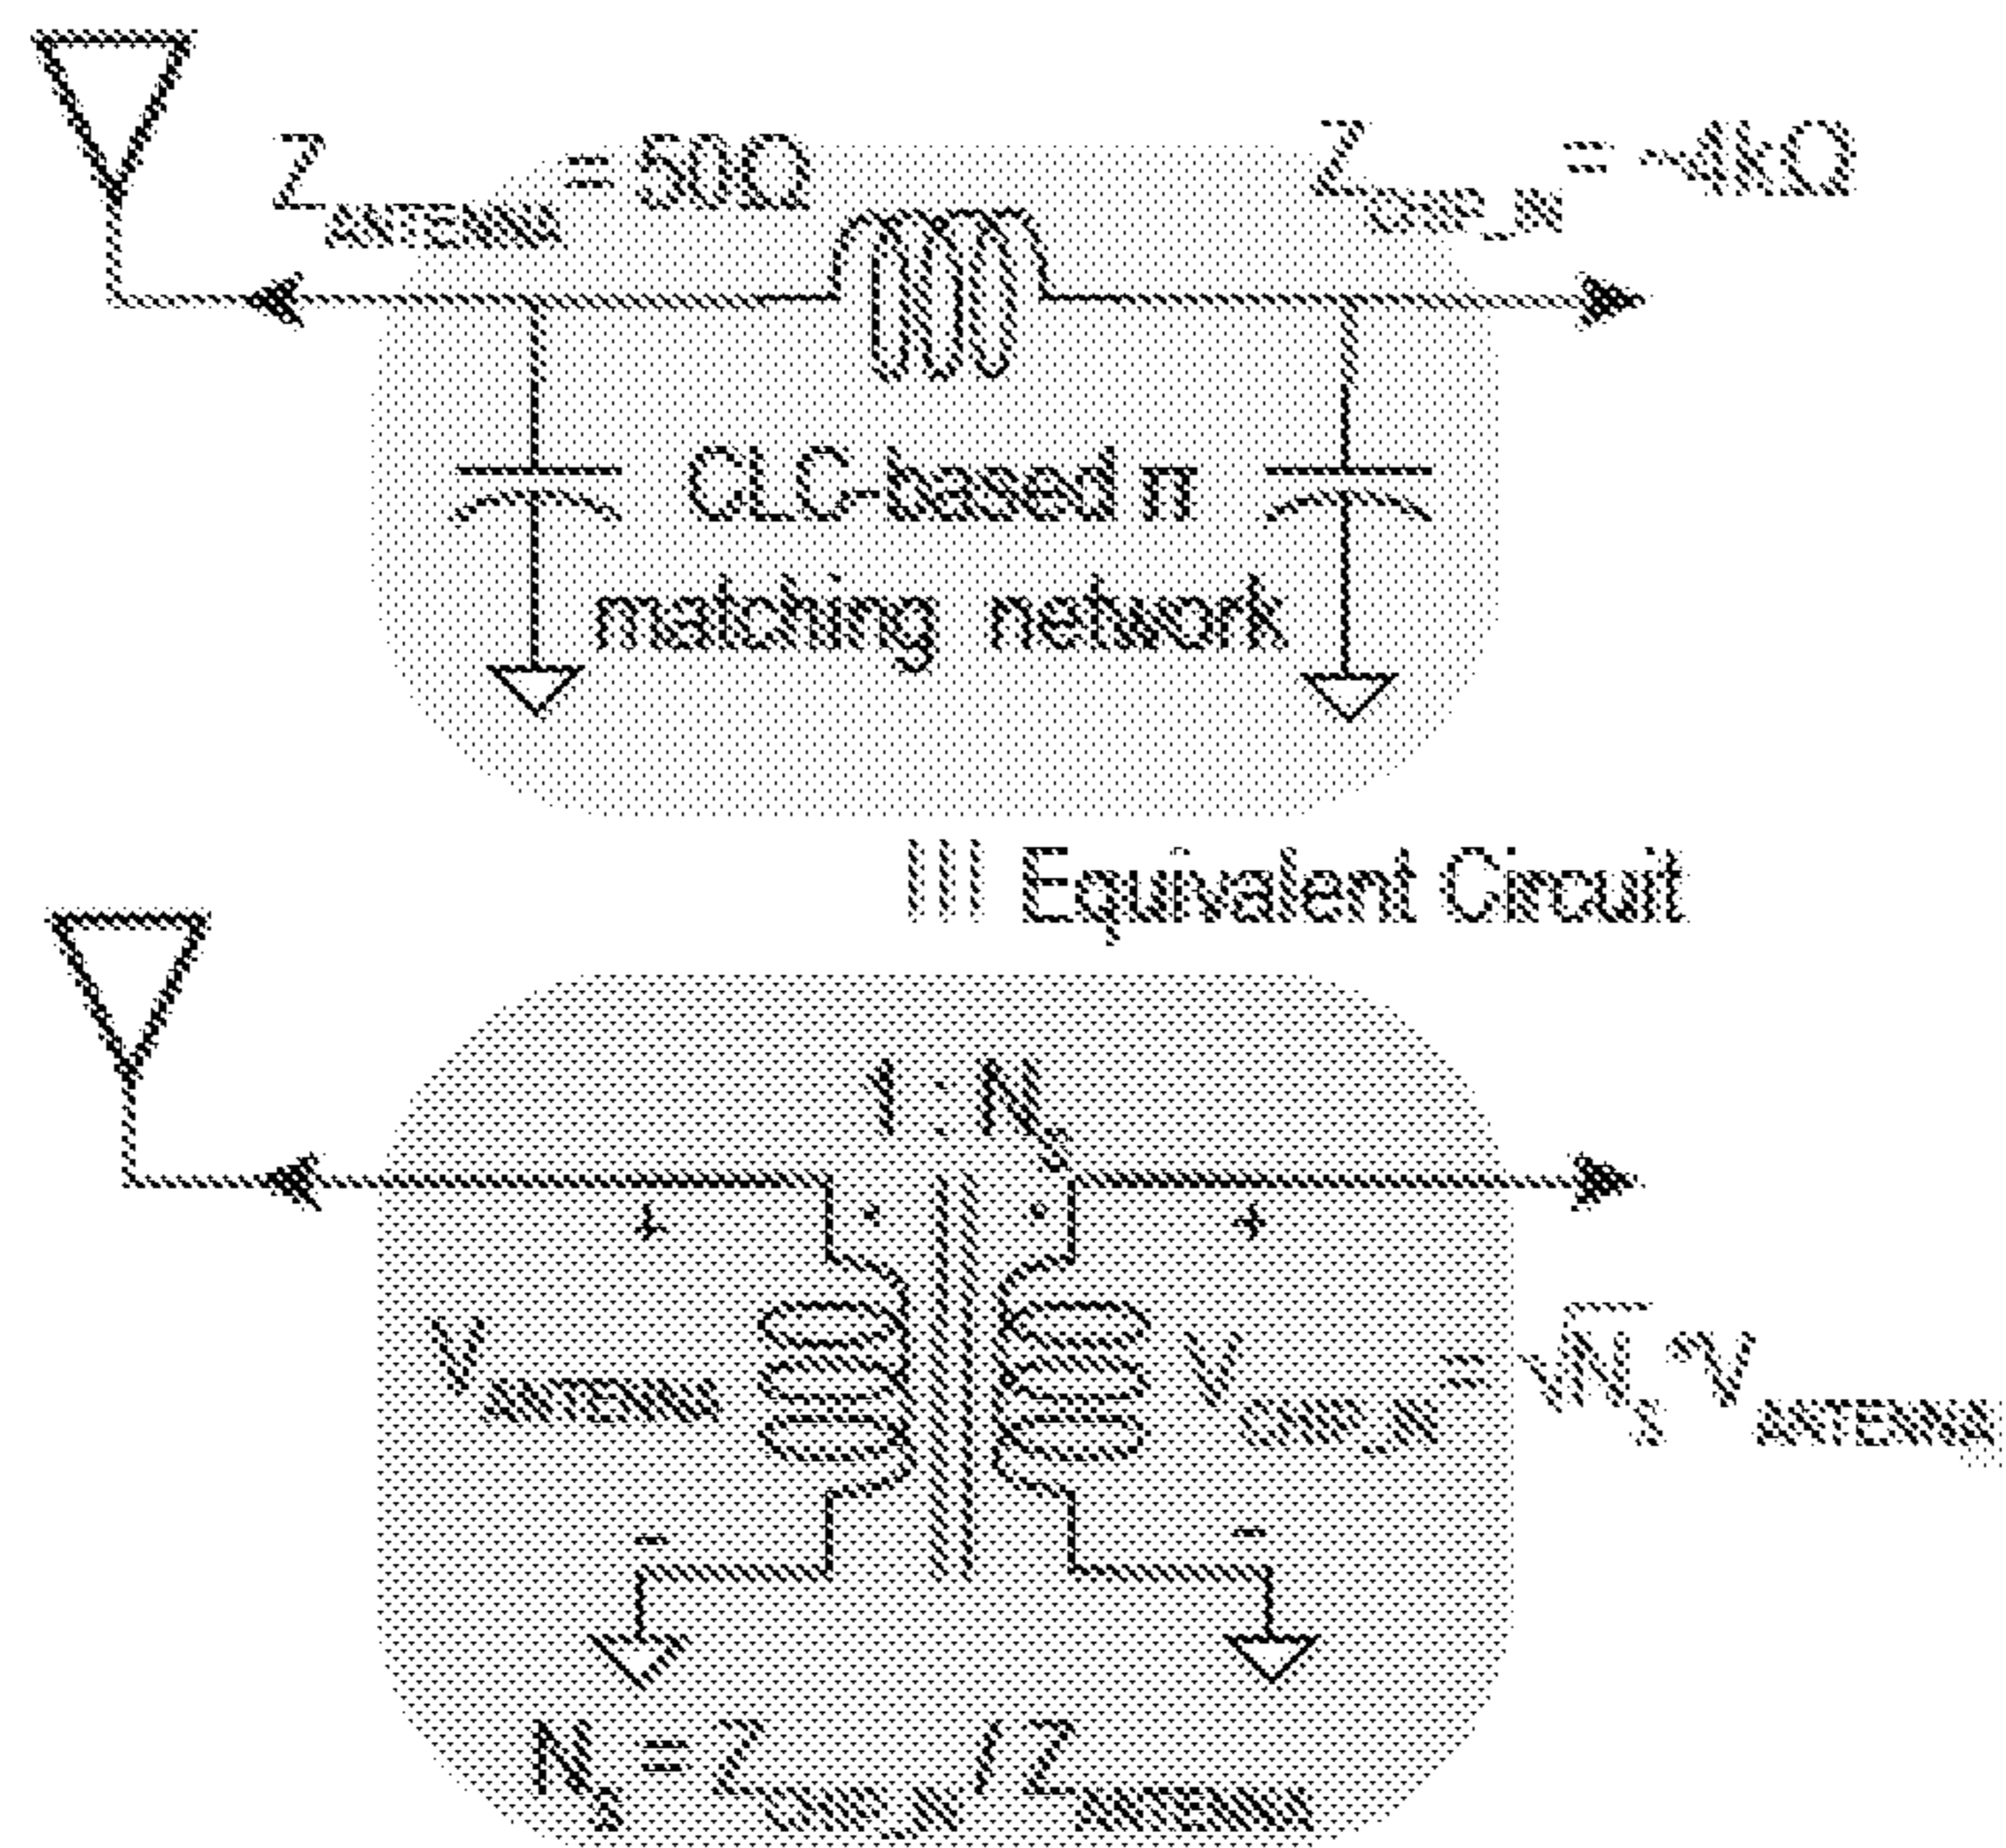 Z_ANTENNA = 50Ω
Z_CHIP_IN = ~4kΩ
CLC-based π
matching network
||| Equivalent Circuit
1 : N_S
+
+
V_ANTENNA
V_CHIP_IN = √N_S * V_ANTENNA
-
-
N_S = Z_CHIP_IN / Z_ANTENNA